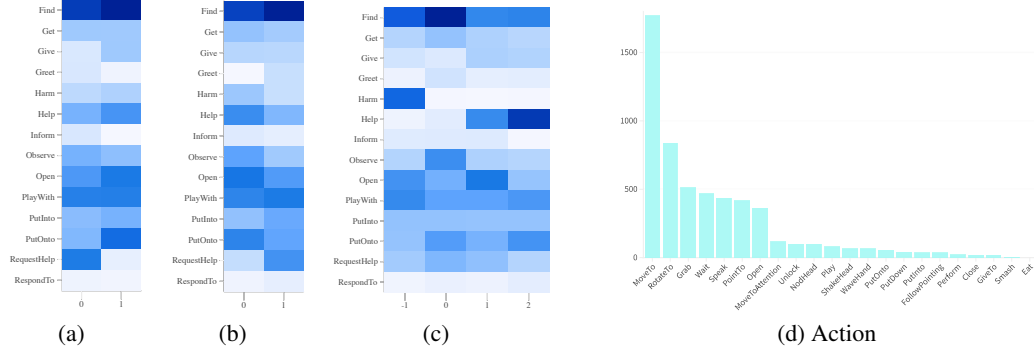 Find
Get
Give
Greet
Harm
Help
Inform
Observe
Open
PlayWith
PutInto
PutOnto
RequestHelp
RespondTo
0 1
(a)
Find
Get
Give
Greet
Harm
Help
Inform
Observe
Open
PlayWith
PutInto
PutOnto
RequestHelp
RespondTo
0 1
(b)
Find
Get
Give
Greet
Harm
Help
Inform
Observe
Open
PlayWith
PutInto
PutOnto
RequestHelp
RespondTo
-1 0 1 2
(c)
1500
1000
500
0
MoveTo
RotateTo
Grab
Wait
Speak
PointTo
Open
MoveToAttention
Unlock
NodHead
Play
ShakeHead
WaveHand
PutOnto
PutDown
PutInto
FollowPointing
Perform
Close
GiveTo
Smash
Eat
(d) Action